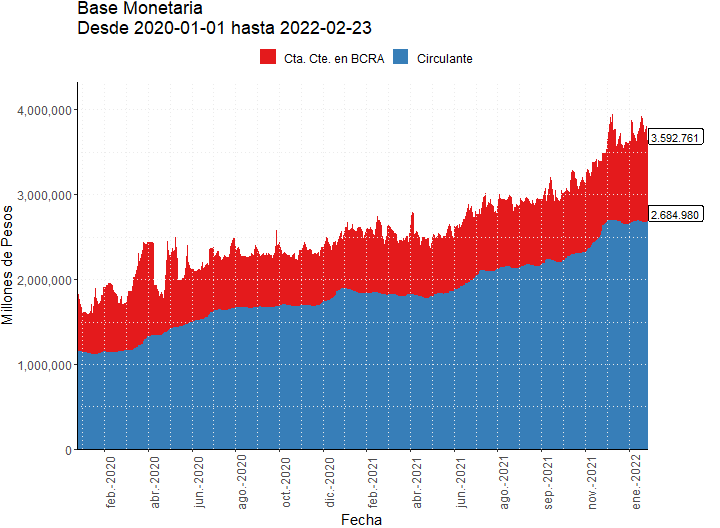 Base Monetaria
Desde 2020-01-01 hasta 2022-02-23
Cta. Cte. en BCRA
Circulante
Millones de Pesos
4,000,000
3,000,000
2,000,000
1,000,000
0
3.592.761
2.684.980
feb.-2020
abr.-2020
jun.-2020
ago.-2020
oct.-2020
dic.-2020
feb.-2021
abr.-2021
jun.-2021
ago.-2021
sep.-2021
nov.-2021
ene.-2022
Fecha